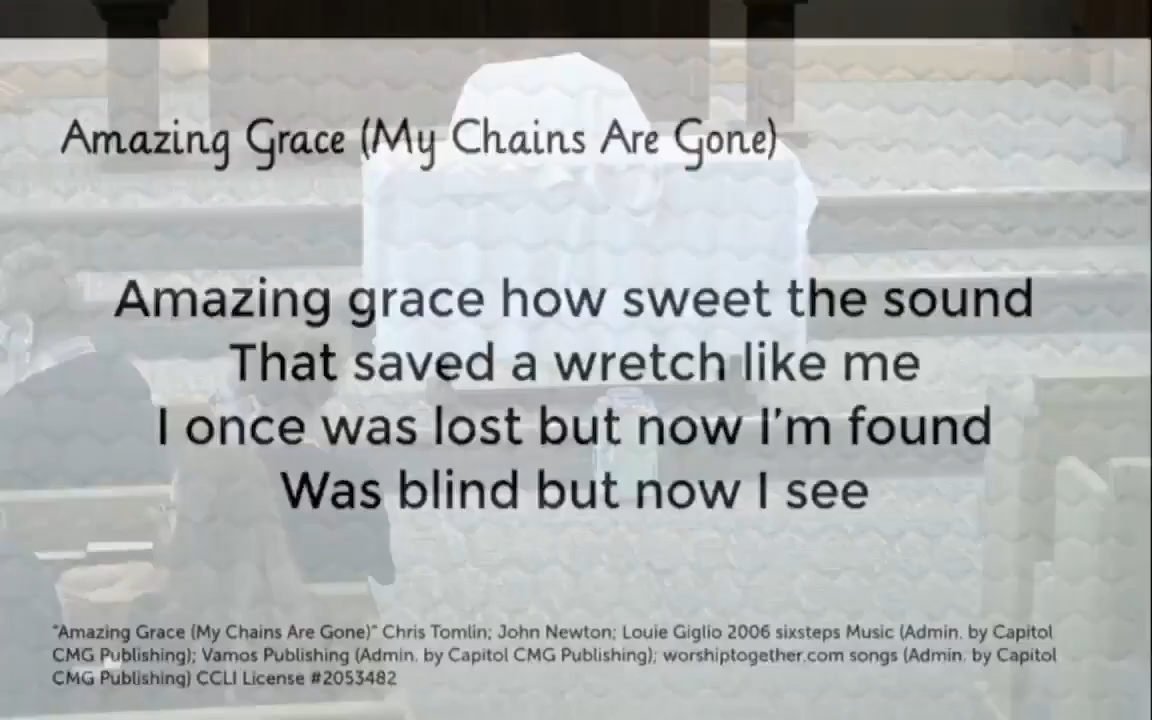 Amazing Grace (My Chains Are Gone)
Amazing grace how sweet the sound
That saved a wretch like me
I once was lost but now I'm found
Was blind but now I see
"Amazing Grace (My Chains Are Gone)" Chris Tomlin; John Newton; Louie Giglio 2006 sixsteps Music (Admin. by Capitol
CMG Publishing); Vamos Publishing (Admin. by Capitol CMG Publishing); worshiptogether.com songs (Admin. by Capitol
CMG Publishing) CCLI License #2053482